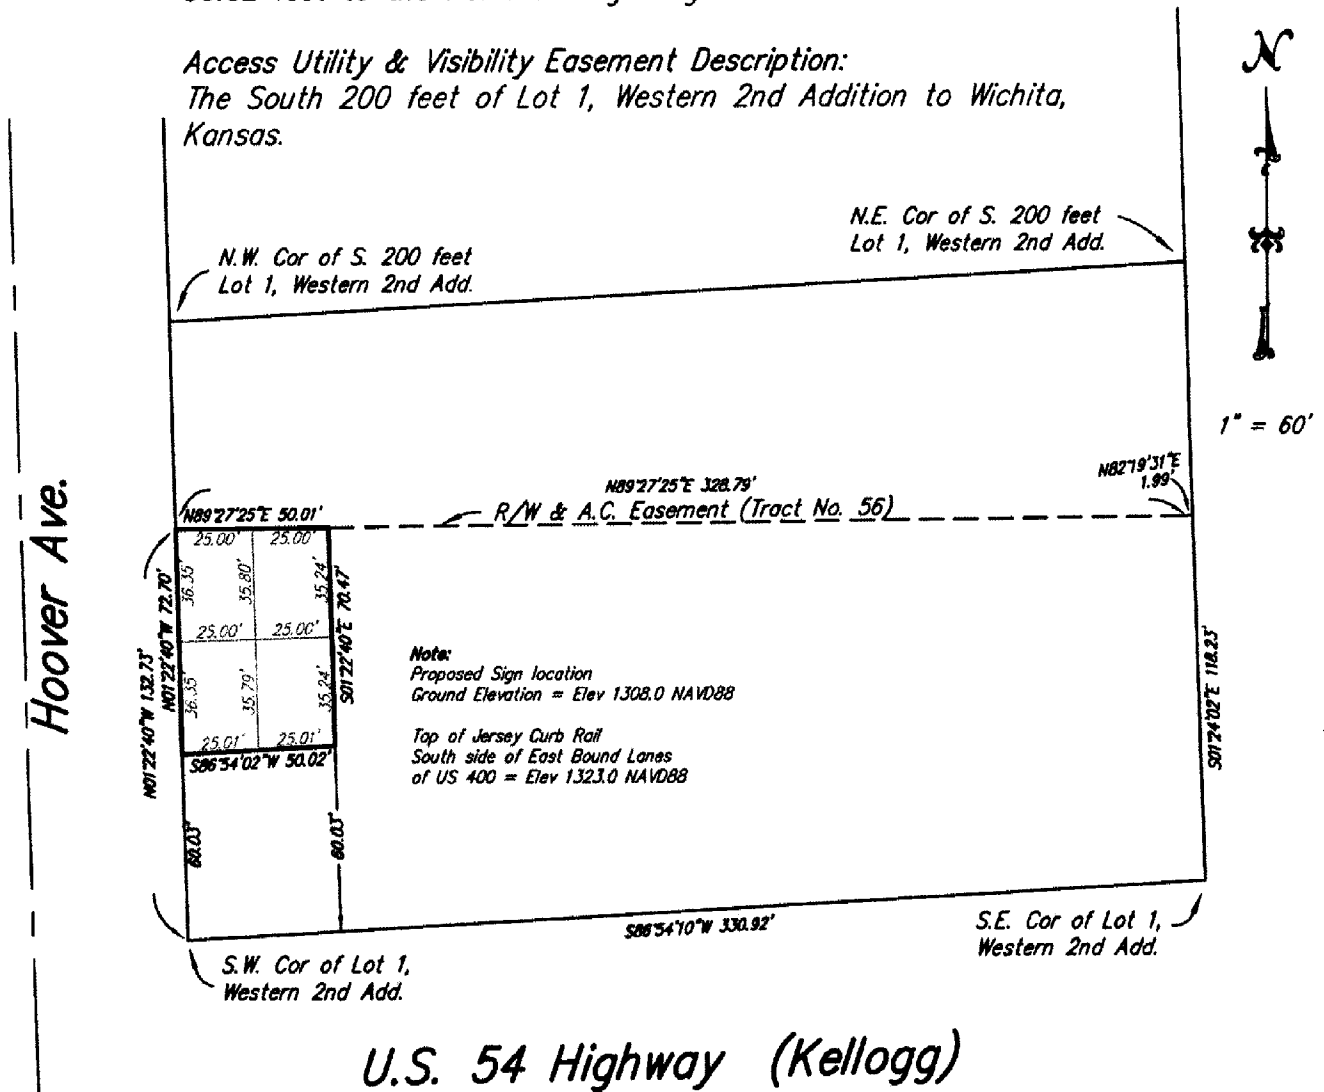 Access Utility & Visibility Easement Description:
The South 200 feet of Lot 1, Western 2nd Addition to Wichita,
Kansas.
N
N.E. Cor of S. 200 feet
Lot 1, Western 2nd Add.
N.W. Cor of S. 200 feet
Lot 1, Western 2nd Add.
1" = 60'
N82°19'31"E
1.99'
N89°27'25"E 328.79'
R/W & A.C. Easement (Tract No. 56)
N89°27'25"E 50.01'
25.00' 25.00'
36.35' 35.80' 35.24'
S01°22'40"E 70.47'
N01°22'40"W 72.70'
N01°22'40"W 132.73'
25.00' 25.00'
36.35' 35.79' 35.24'
25.01' 25.01'
S86°54'02"W 50.02'
60.03' 60.03'
Hoover Ave.
Note:
Proposed Sign location
Ground Elevation = Elev 1308.0 NAVD88
Top of Jersey Curb Rail
South side of East Bound Lanes
of US 400 = Elev 1323.0 NAVD88
S01°24'02"E 118.23'
S86°54'10"W 330.92'
S.E. Cor of Lot 1,
Western 2nd Add.
S.W. Cor of Lot 1,
Western 2nd Add.
U.S. 54 Highway (Kellogg)